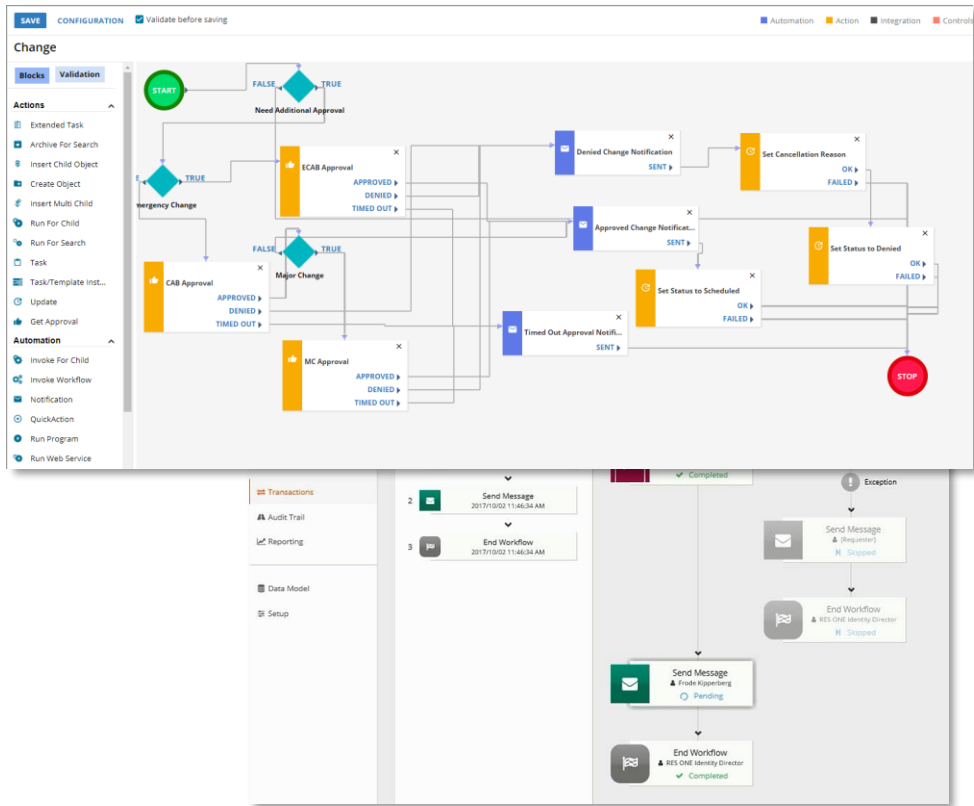 SAVE CONFIGURATION Validate before saving
Automation Action Integration Controls
Change
Blocks Validation
Actions
Extended Task
Archive For Search
Insert Child Object
Create Object
Insert Multi Child
Run For Child
Run For Search
Task
Task/Template Inst...
Update
Get Approval
Automation
Invoke For Child
Invoke Workflow
Notification
QuickAction
Run Program
Run Web Service
START
FALSE TRUE
Need Additional Approval
E TRUE
mergency Change
ECAB Approval
APPROVED
DENIED
TIMED OUT
FALSE TRUE
Major Change
CAB Approval
APPROVED
DENIED
TIMED OUT
MC Approval
APPROVED
DENIED
TIMED OUT
Denied Change Notification
SENT
Approved Change Notificat...
SENT
Timed Out Approval Notifi...
SENT
Set Cancellation Reason
OK
FAILED
Set Status to Denied
OK
FAILED
Set Status to Scheduled
OK
FAILED
STOP
Transactions
Audit Trail
Reporting
Data Model
Setup
2 Send Message
2017/10/02 11:46:34 AM
3 End Workflow
2017/10/02 11:46:34 AM
Completed
Exception
Send Message
[Requester]
Skipped
End Workflow
RES ONE Identity Director
Skipped
Send Message
Frode Kipperberg
Pending
End Workflow
RES ONE Identity Director
Completed